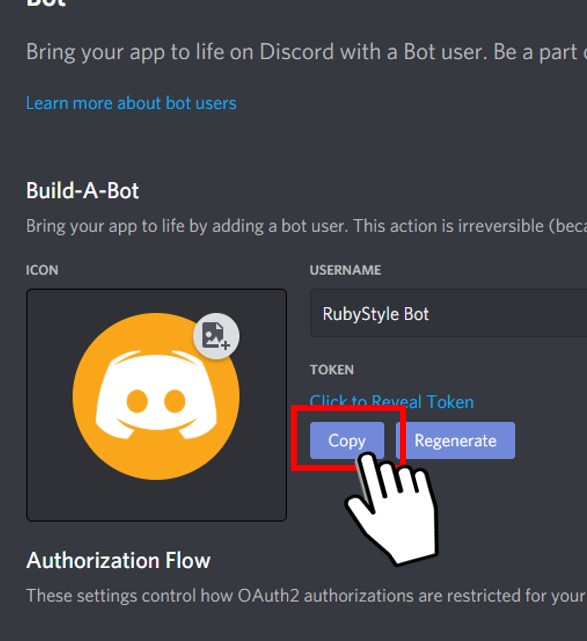 Bot
Bring your app to life on Discord with a Bot user. Be a part
Learn more about bot users
Build-A-Bot
Bring your app to life by adding a bot user. This action is irreversible (beca
ICON
USERNAME
RubyStyle Bot
TOKEN
Click to Reveal Token
Copy
Regenerate
Authorization Flow
These settings control how OAuth2 authorizations are restricted for your